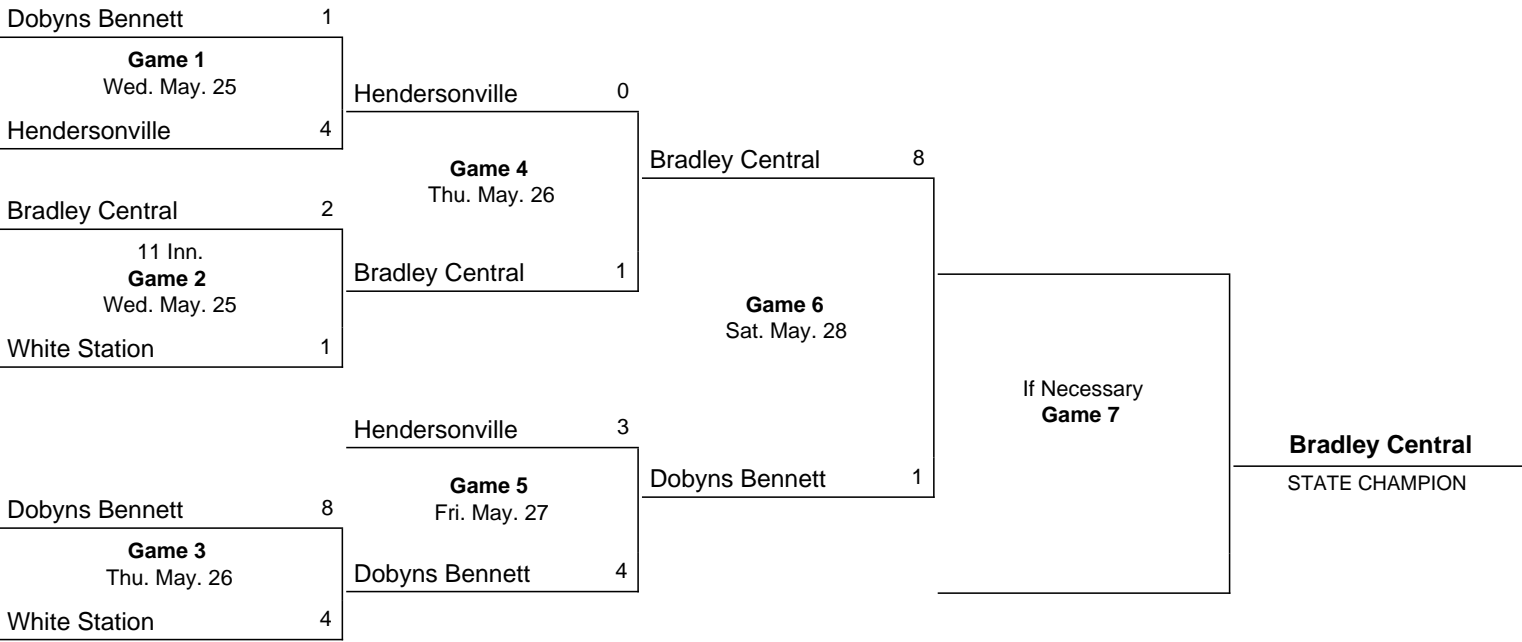 Dobyns Bennett 1
Game 1
Wed. May. 25
Hendersonville 4
Bradley Central 2
11 Inn.
Game 2
Wed. May. 25
White Station 1
Dobyns Bennett 8
Game 3
Thu. May. 26
White Station 4
Hendersonville 0
Game 4
Thu. May. 26
Bradley Central 1
Hendersonville 3
Game 5
Fri. May. 27
Dobyns Bennett 4
Bradley Central 8
Game 6
Sat. May. 28
Dobyns Bennett 1
If Necessary
Game 7
Bradley Central
STATE CHAMPION